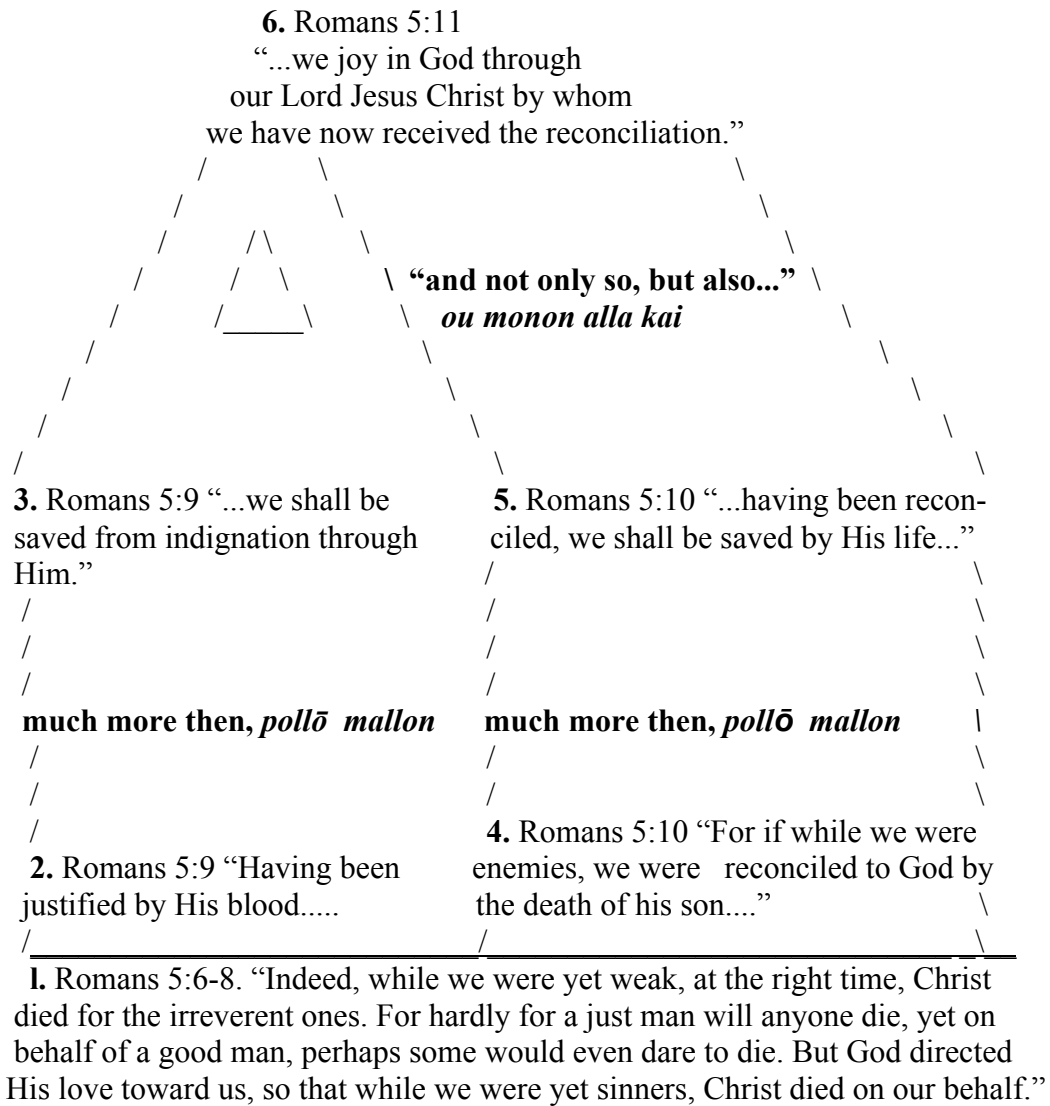 6. Romans 5:11
“...we joy in God through
our Lord Jesus Christ by whom
we have now received the reconciliation.”
“and not only so, but also...”
ou monon alla kai
3. Romans 5:9 “...we shall be
saved from indignation through
Him.”
5. Romans 5:10 “...having been recon-
ciled, we shall be saved by His life...”
much more then, pollō mallon
much more then, pollō mallon
2. Romans 5:9 “Having been
justified by His blood.....
4. Romans 5:10 “For if while we were
enemies, we were reconciled to God by
the death of his son....”
l. Romans 5:6-8. “Indeed, while we were yet weak, at the right time, Christ
died for the irreverent ones. For hardly for a just man will anyone die, yet on
behalf of a good man, perhaps some would even dare to die. But God directed
His love toward us, so that while we were yet sinners, Christ died on our behalf.”